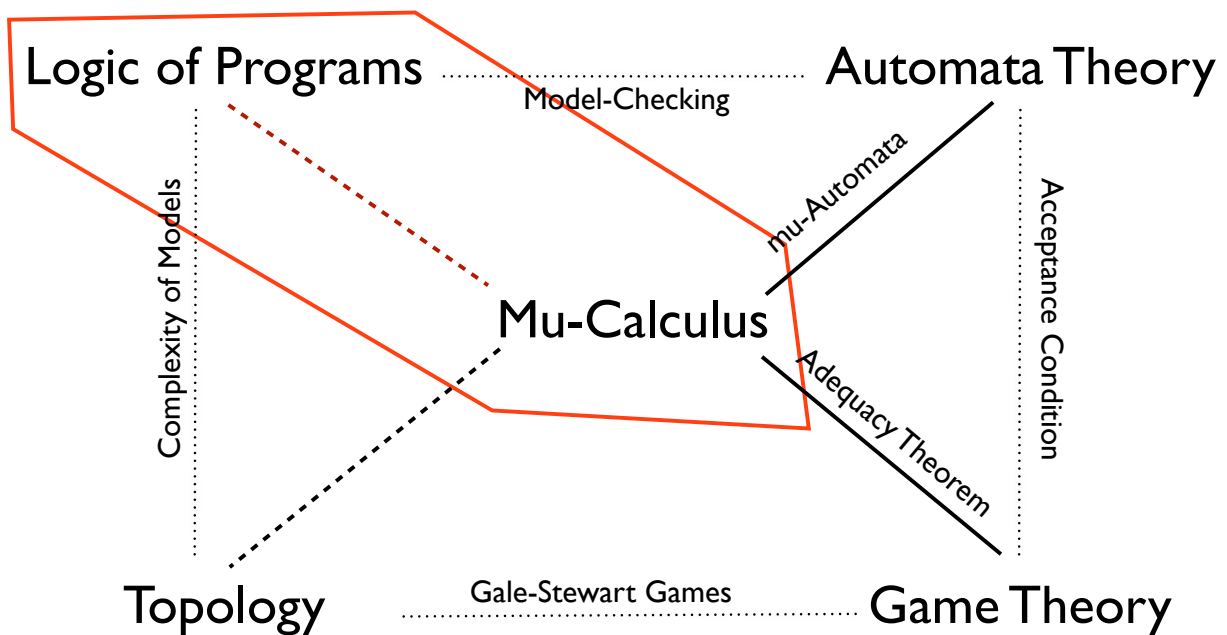 Logic of Programs
Automata Theory
Model-Checking
mu-Automata
Complexity of Models
Acceptance Condition
Mu-Calculus
Adequacy Theorem
Topology
Gale-Stewart Games
Game Theory